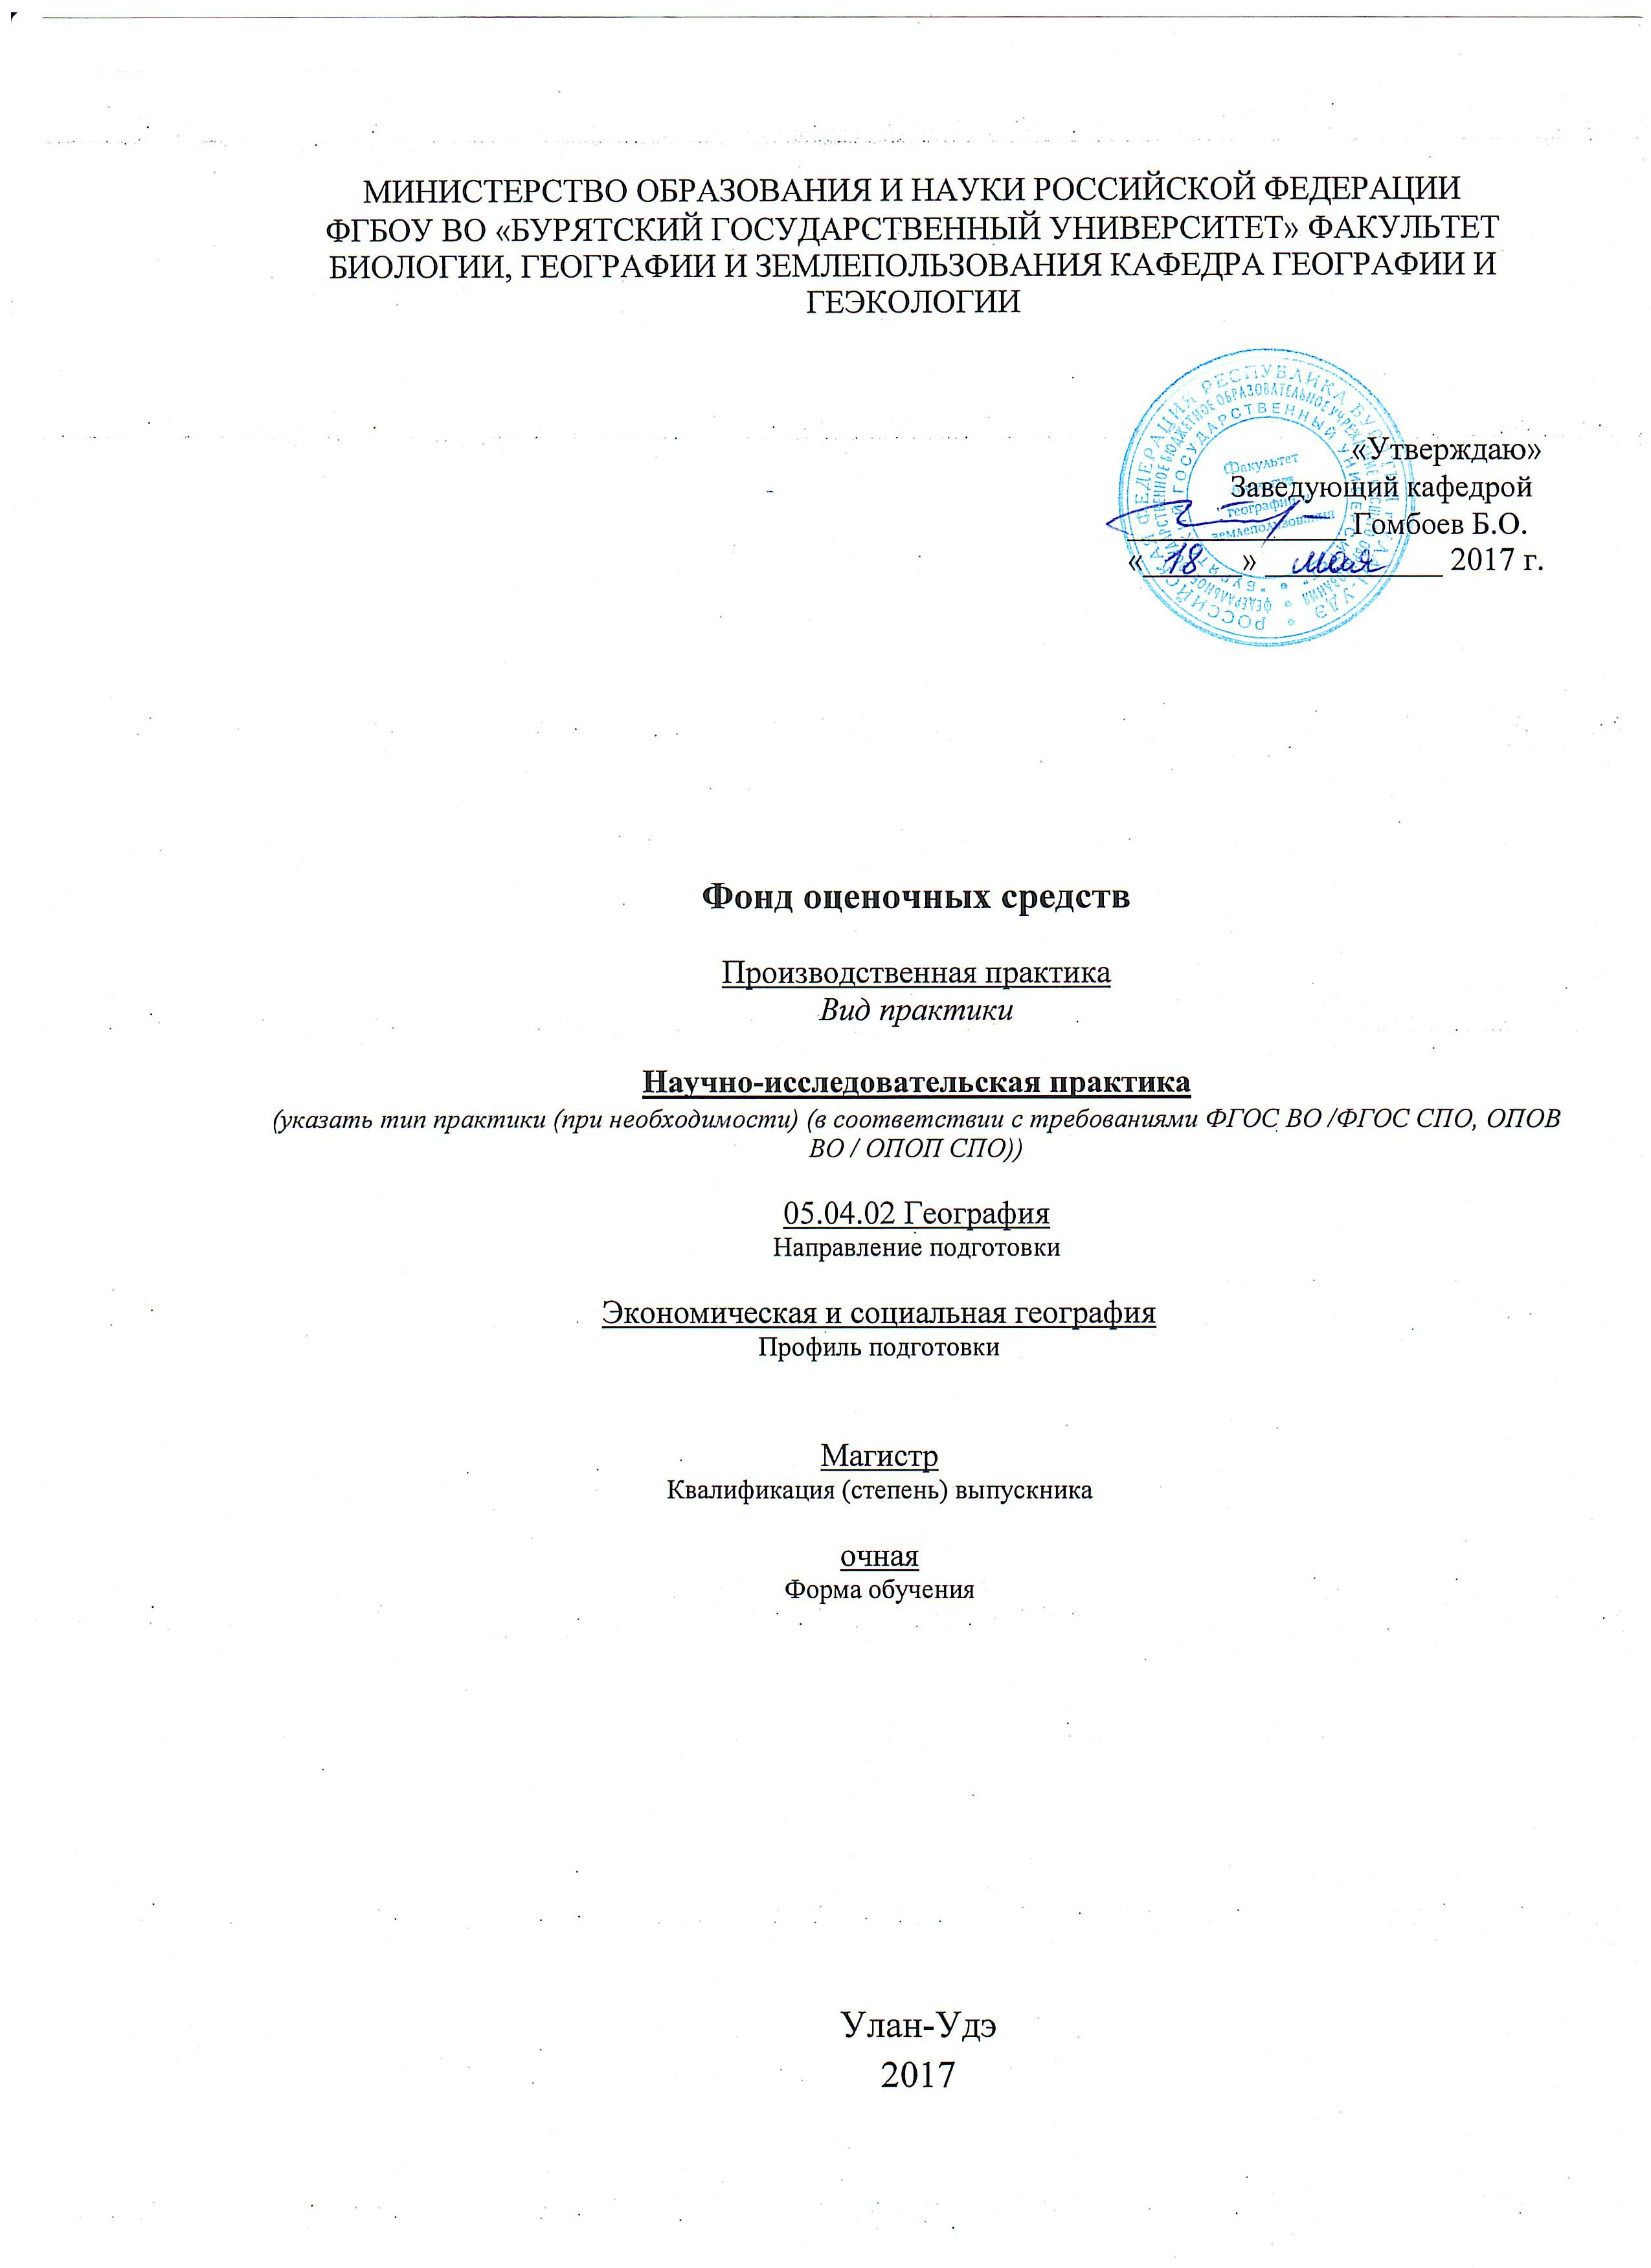 МИНИСТЕРСТВО ОБРАЗОВАНИЯ И НАУКИ РОССИЙСКОЙ ФЕДЕРАЦИИ
ФГБОУ ВО «БУРЯТСКИЙ ГОСУДАРСТВЕННЫЙ УНИВЕРСИТЕТ» ФАКУЛЬТЕТ
БИОЛОГИИ, ГЕОГРАФИИ И ЗЕМЛЕПОЛЬЗОВАНИЯ КАФЕДРА ГЕОГРАФИИ И
ГЕЭКОЛОГИИ
«Утверждаю»
Заведующий кафедрой
Гомбоев Б.О.
«18» мая 2017 г.
Факультет
географии
землепользования
Фонд оценочных средств
Производственная практика
Вид практики
Научно-исследовательская практика
(указать тип практики (при необходимости) (в соответствии с требованиями ФГОС ВО /ФГОС СПО, ОПОВ
ВО / ОПОП СПО))
05.04.02 География
Направление подготовки
Экономическая и социальная география
Профиль подготовки
Магистр
Квалификация (степень) выпускника
очная
Форма обучения
Улан-Удэ
2017